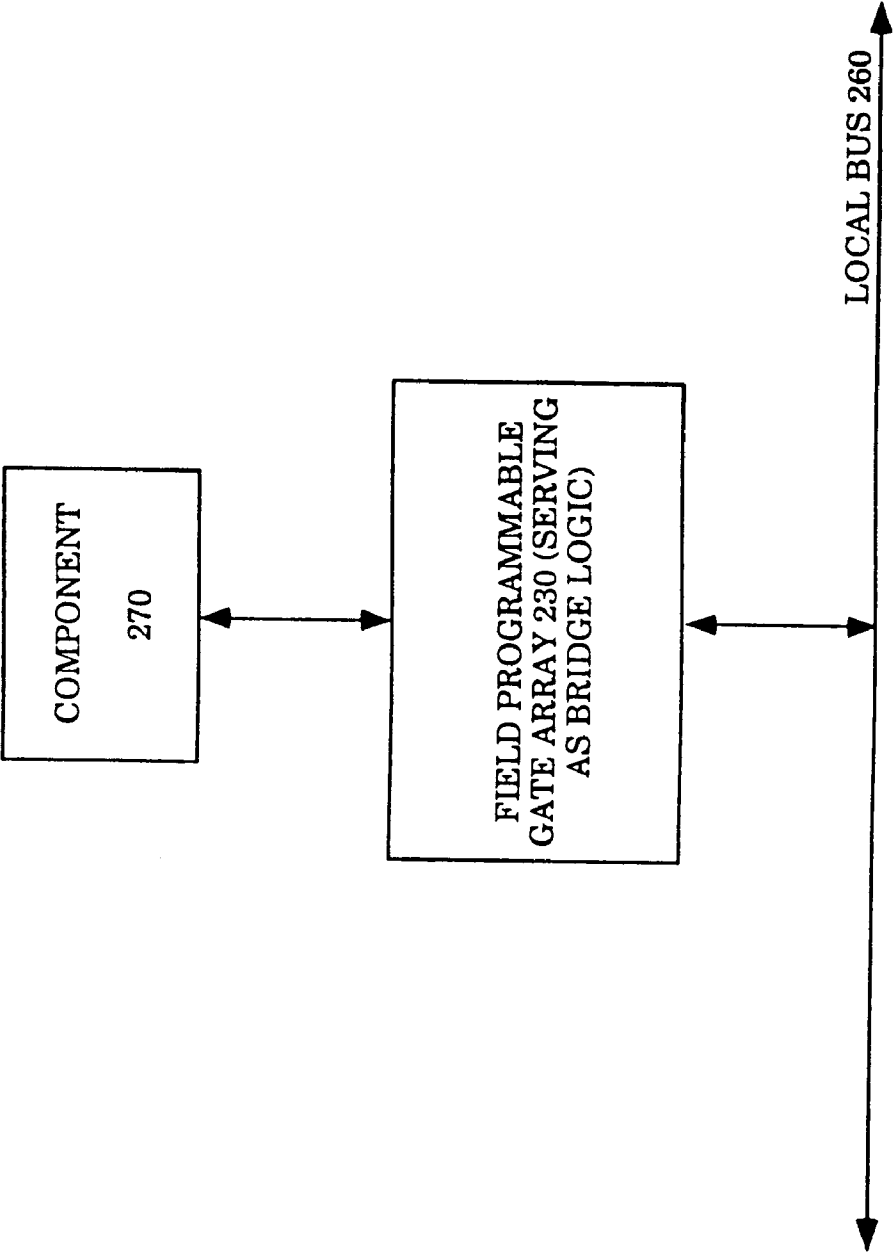 COMPONENT
270
FIELD PROGRAMMABLE
GATE ARRAY 230 (SERVING
AS BRIDGE LOGIC)
LOCAL BUS 260